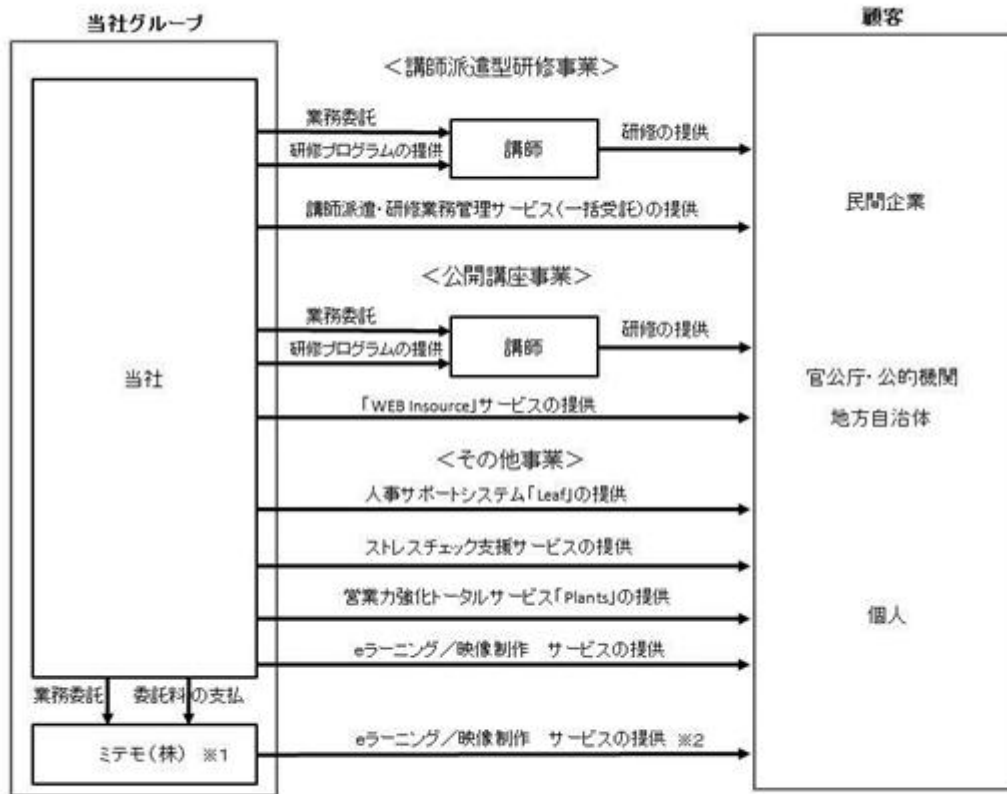 当社グループ
顧客
<講師派遣型研修事業>
業務委託
研修プログラムの提供
講師
研修の提供
民間企業
講師派遣・研修業務管理サービス(一括受託)の提供
<公開講座事業>
業務委託
研修プログラムの提供
講師
研修の提供
当社
官公庁・公的機関
地方自治体
「WEB Insource」サービスの提供
<その他事業>
人事サポートシステム「Leaf」の提供
ストレスチェック支援サービスの提供
営業力強化トータルサービス「Plants」の提供
個人
eラーニング/映像制作 サービスの提供
業務委託 委託料の支払
ミテモ(株) ※1
eラーニング/映像制作 サービスの提供 ※2